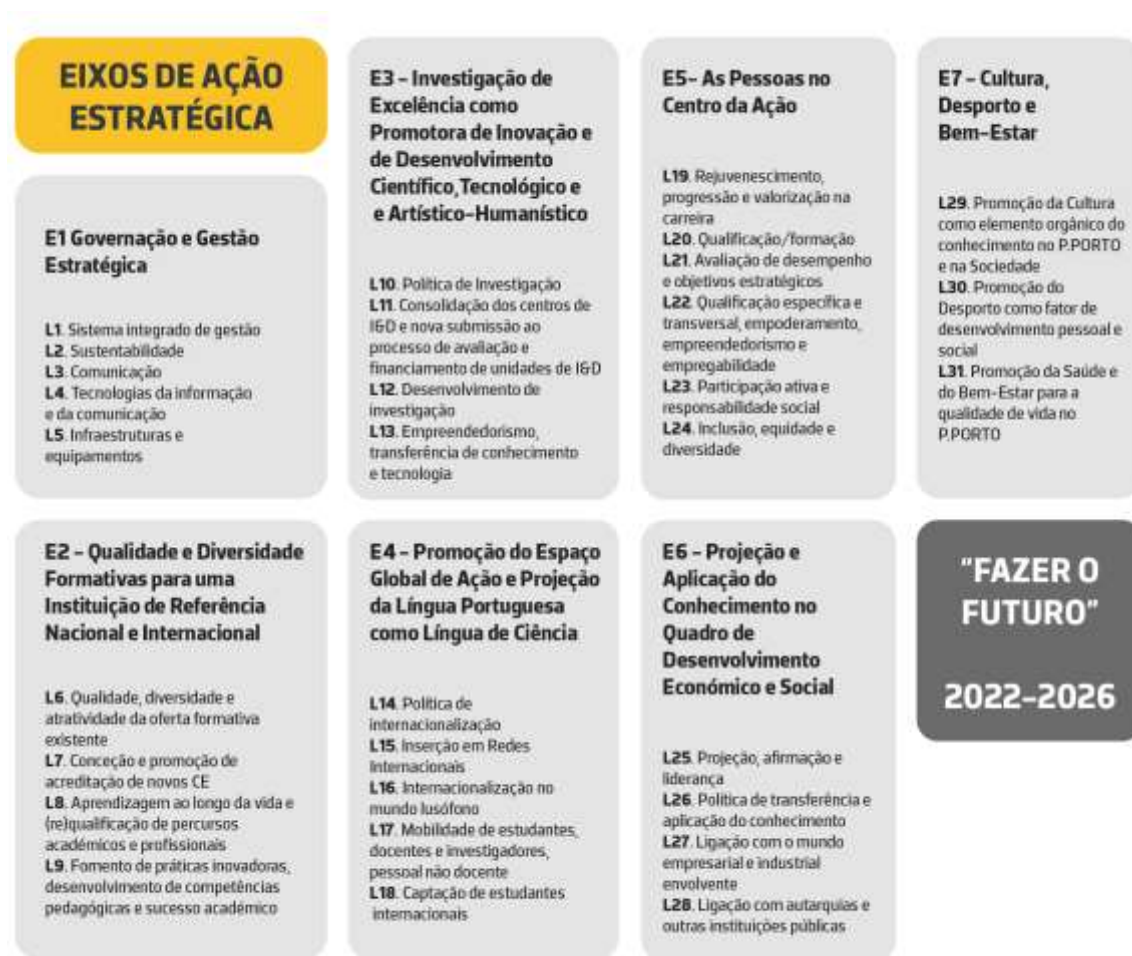 EIXOS DE AÇÃO
ESTRATÉGICA
E1 Governação e Gestão
Estratégica
L1. Sistema integrado de gestão
L2. Sustentabilidade
L3. Comunicação
L4. Tecnologias da informação
e da comunicação
L5. Infraestruturas e
equipamentos
E2 – Qualidade e Diversidade
Formativas para uma
Instituição de Referência
Nacional e Internacional
L6. Qualidade, diversidade e
atratividade da oferta formativa
existente
L7. Conceção e promoção de
acreditação de novos CE
L8. Aprendizagem ao longo da vida e
(re)qualificação de percursos
académicos e profissionais
L9. Fomento de práticas inovadoras,
desenvolvimento de competências
pedagógicas e sucesso académico
E3 – Investigação de
Excelência como
Promotora de Inovação e
de Desenvolvimento
Científico, Tecnológico e
e Artístico-Humanístico
L10. Política de Investigação
L11. Consolidação dos centros de
I&D e nova submissão ao
processo de avaliação e
financiamento de unidades de I&D
L12. Desenvolvimento de
investigação
L13. Empreendedorismo,
transferência de conhecimento
e tecnologia
E4 – Promoção do Espaço
Global de Ação e Projeção
da Língua Portuguesa
como Língua de Ciência
L14. Política de
internacionalização
L15. Inserção em Redes
Internacionais
L16. Internacionalização no
mundo lusófono
L17. Mobilidade de estudantes,
docentes e investigadores,
pessoal não docente
L18. Captação de estudantes
internacionais
E5– As Pessoas no
Centro da Ação
L19. Rejuvenescimento,
progressão e valorização na
carreira
L20. Qualificação/formação
L21. Avaliação de desempenho
e objetivos estratégicos
L22. Qualificação específica e
transversal, empoderamento,
empreendedorismo e
empregabilidade
L23. Participação ativa e
responsabilidade social
L24. Inclusão, equidade e
diversidade
E6 – Projeção e
Aplicação do
Conhecimento no
Quadro de
Desenvolvimento
Económico e Social
L25. Projeção, afirmação e
liderança
L26. Política de transferência e
aplicação do conhecimento
L27. Ligação com o mundo
empresarial e industrial
envolvente
L28. Ligação com autarquias e
outras instituições públicas
E7 – Cultura,
Desporto e
Bem-Estar
L29. Promoção da Cultura
como elemento orgânico do
conhecimento no P.PORTO
e na Sociedade
L30. Promoção do
Desporto como fator de
desenvolvimento pessoal e
social
L31. Promoção da Saúde e
do Bem-Estar para a
qualidade de vida no
P.PORTO
"FAZER O
FUTURO"
2022–2026